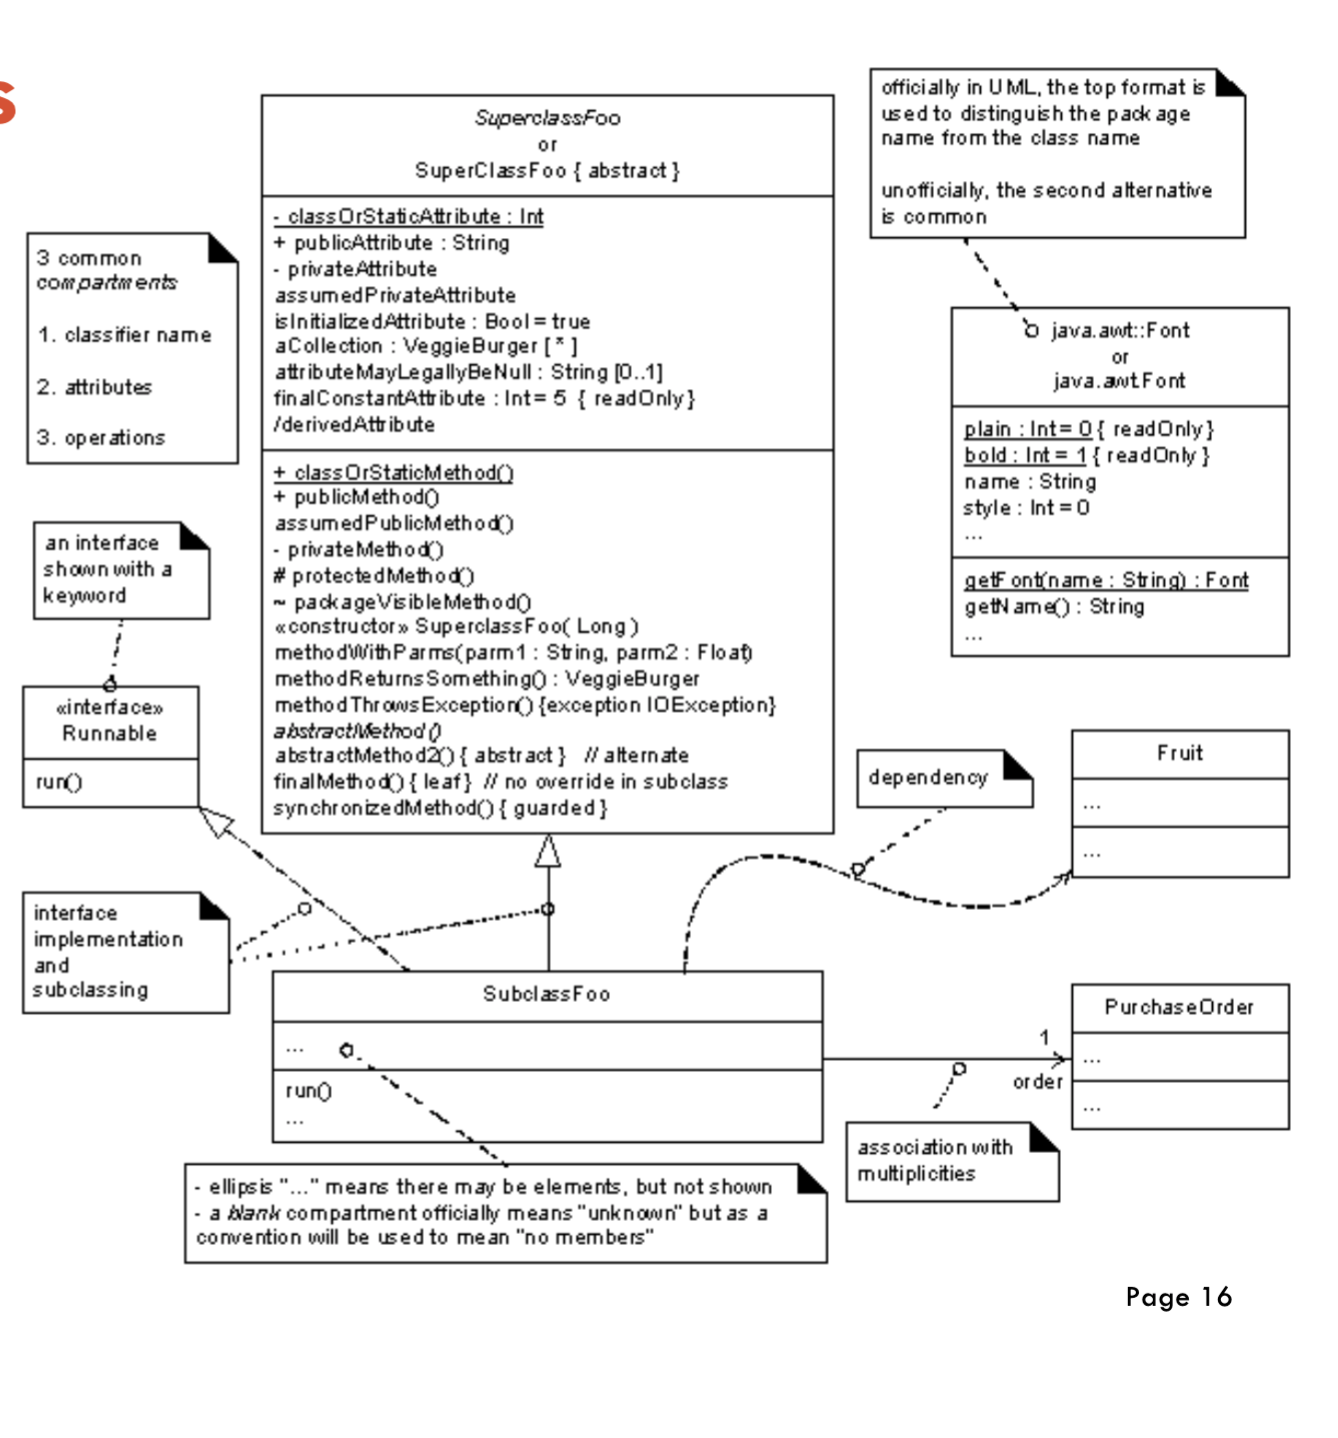 s
officially in UML, the top format is
used to distinguish the package
name from the class name
unofficially, the second alternative
is common
SuperclassFoo
or
SuperClassFoo { abstract }
- classOrStaticAttribute : Int
+ publicAttribute : String
- privateAttribute
assumedPrivateAttribute
isInitializedAttribute : Bool = true
aCollection : VeggieBurger [ * ]
attributeMayLegallyBeNull : String [0..1]
finalConstantAttribute : Int = 5 { readOnly }
/derivedAttribute
+ classOrStaticMethod()
+ publicMethod()
assumedPublicMethod()
- privateMethod()
# protectedMethod()
~ packageVisibleMethod()
«constructor» SuperclassFoo( Long )
methodWithParms(parm1 : String, parm2 : Float)
methodReturnsSomething() : VeggieBurger
methodThrowsException() {exception IOException}
abstractMethod()
abstractMethod2() { abstract } // alternate
finalMethod() { leaf } // no override in subclass
synchronizedMethod() { guarded }
3 common
compartments
1. classifier name
2. attributes
3. operations
java.awt::Font
or
java.awt.Font
plain : Int = 0 { readOnly }
bold : Int = 1 { readOnly }
name : String
style : Int = 0
...
getFont(name : String) : Font
getName() : String
...
an interface
shown with a
keyword
«interface»
Runnable
run()
dependency
Fruit
...
...
interface
implementation
and
subclassing
SubclassFoo
...
run()
...
1
order
PurchaseOrder
...
...
association with
multiplicities
- ellipsis "..." means there may be elements, but not shown
- a blank compartment officially means "unknown" but as a
convention will be used to mean "no members"
Page 16